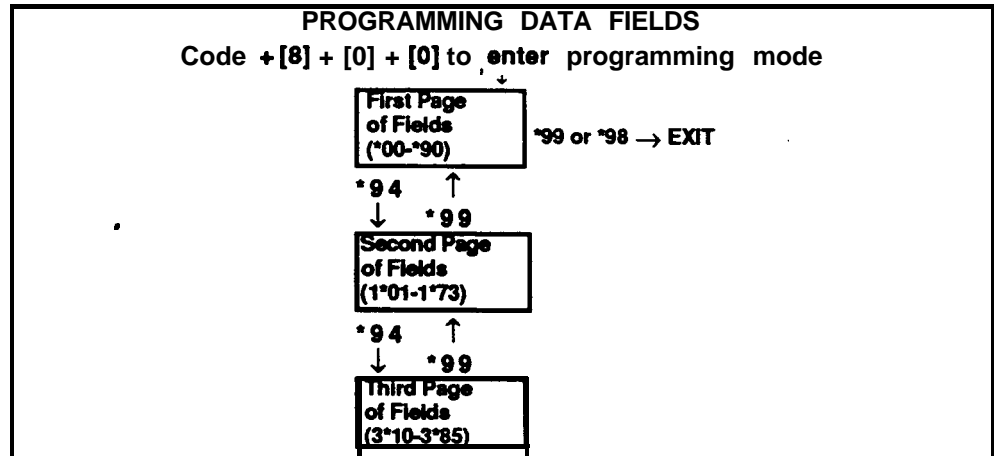 PROGRAMMING DATA FIELDS
Code + [8] + [0] + [0] to enter programming mode
First Page
of Fields
(*00-*90)
*99 or *98 → EXIT
*94 ↑
↓ *99
Second Page
of Fields
(1*01-1*73)
*94 ↑
↓ *99
Third Page
of Fields
(3*10-3*85)